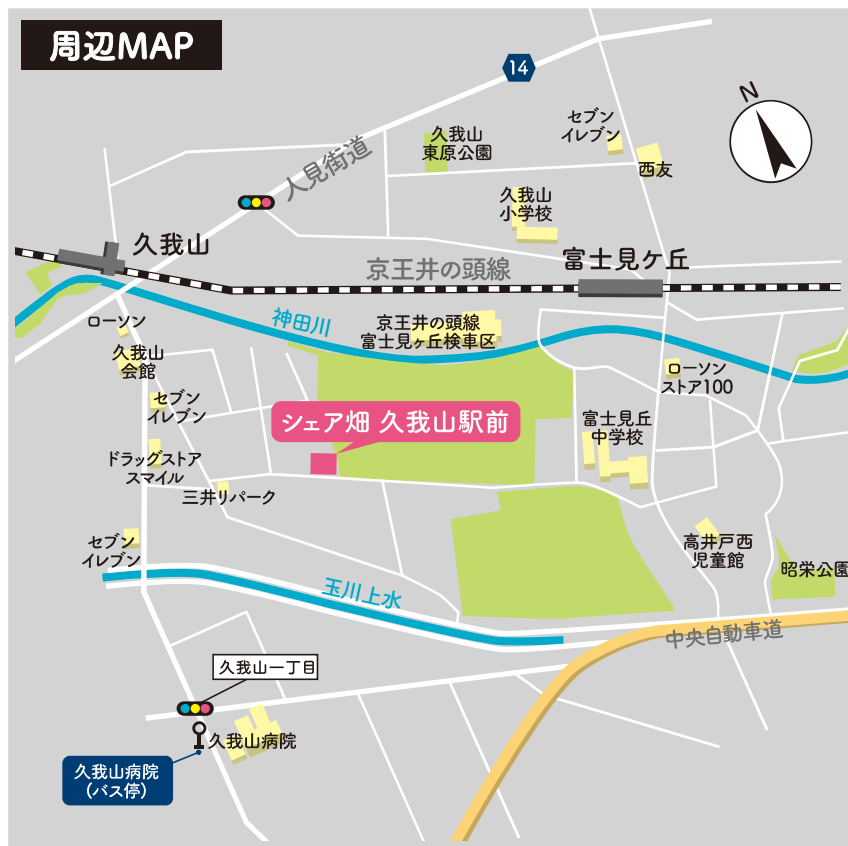 周辺MAP
14
N
人見街道
久我山
東原公園
セブン
イレブン
西友
久我山
小学校
久我山
京王井の頭線
富士見ケ丘
神田川
ローソン
京王井の頭線
富士見ヶ丘検車区
久我山
会館
ローソン
ストア100
セブン
イレブン
シェア畑 久我山駅前
富士見丘
中学校
ドラッグストア
スマイル
三井リパーク
セブン
イレブン
高井戸西
児童館
昭栄公園
玉川上水
中央自動車道
久我山一丁目
久我山病院
久我山病院
(バス停)